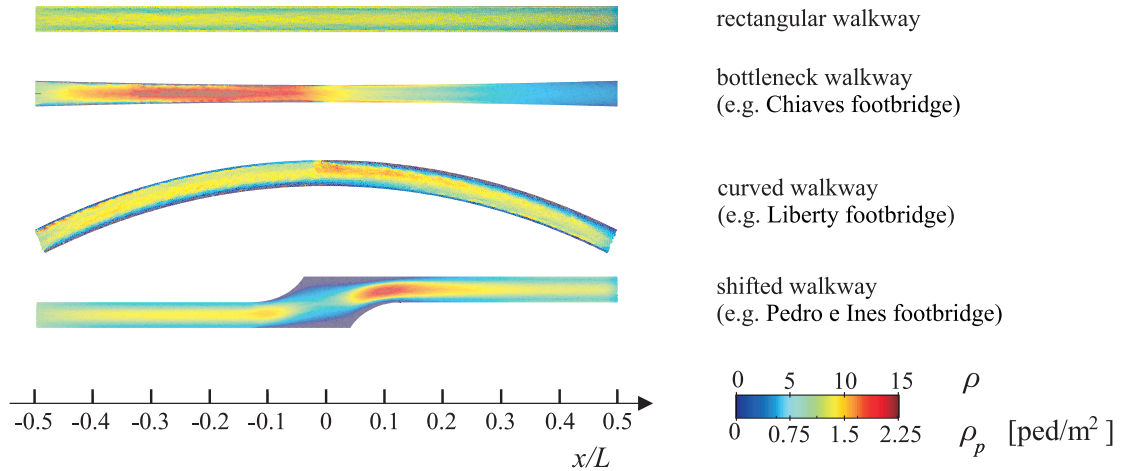 rectangular walkway
bottleneck walkway
(e.g. Chiaves footbridge)
curved walkway
(e.g. Liberty footbridge)
shifted walkway
(e.g. Pedro e Ines footbridge)
-0.5 -0.4 -0.3 -0.2 -0.1 0 0.1 0.2 0.3 0.4 0.5
x/L
0 5 10 15 ρ
0 0.75 1.5 2.25 ρp [ped/m²]